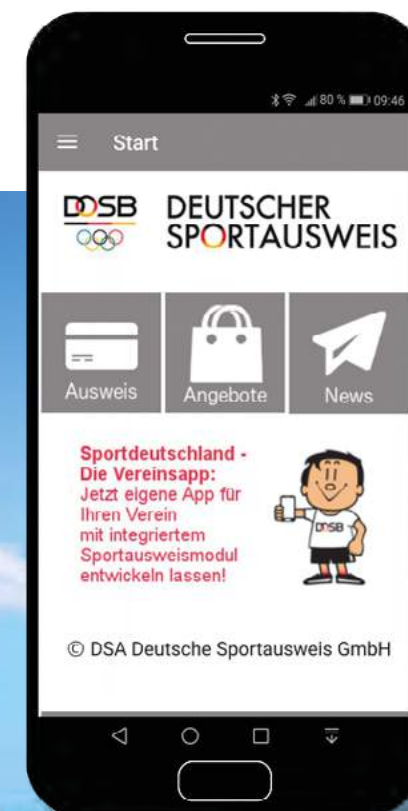 80 % 09:46
Start
DOSB
DEUTSCHER
SPORTAUSWEIS
Ausweis
Angebote
News
Sportdeutschland -
Die Vereinsapp:
Jetzt eigene App für
Ihren Verein
mit integriertem
Sportausweismodul
entwickeln lassen!
DOSB
© DSA Deutsche Sportausweis GmbH